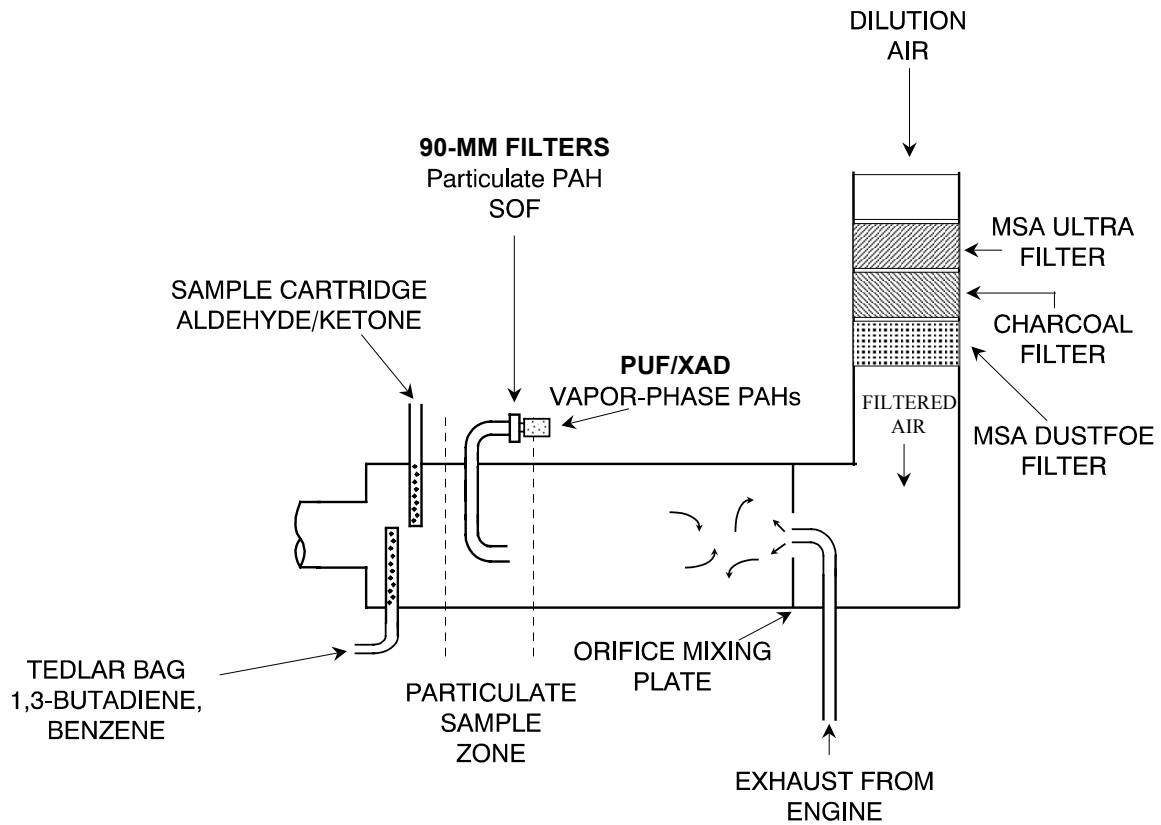 DILUTION
AIR
90-MM FILTERS
Particulate PAH
SOF
MSA ULTRA
FILTER
SAMPLE CARTRIDGE
ALDEHYDE/KETONE
CHARCOAL
FILTER
PUF/XAD
VAPOR-PHASE PAHs
FILTERED
AIR
MSA DUSTFOE
FILTER
ORIFICE MIXING
PLATE
TEDLAR BAG
1,3-BUTADIENE,
BENZENE
PARTICULATE
SAMPLE
ZONE
EXHAUST FROM
ENGINE